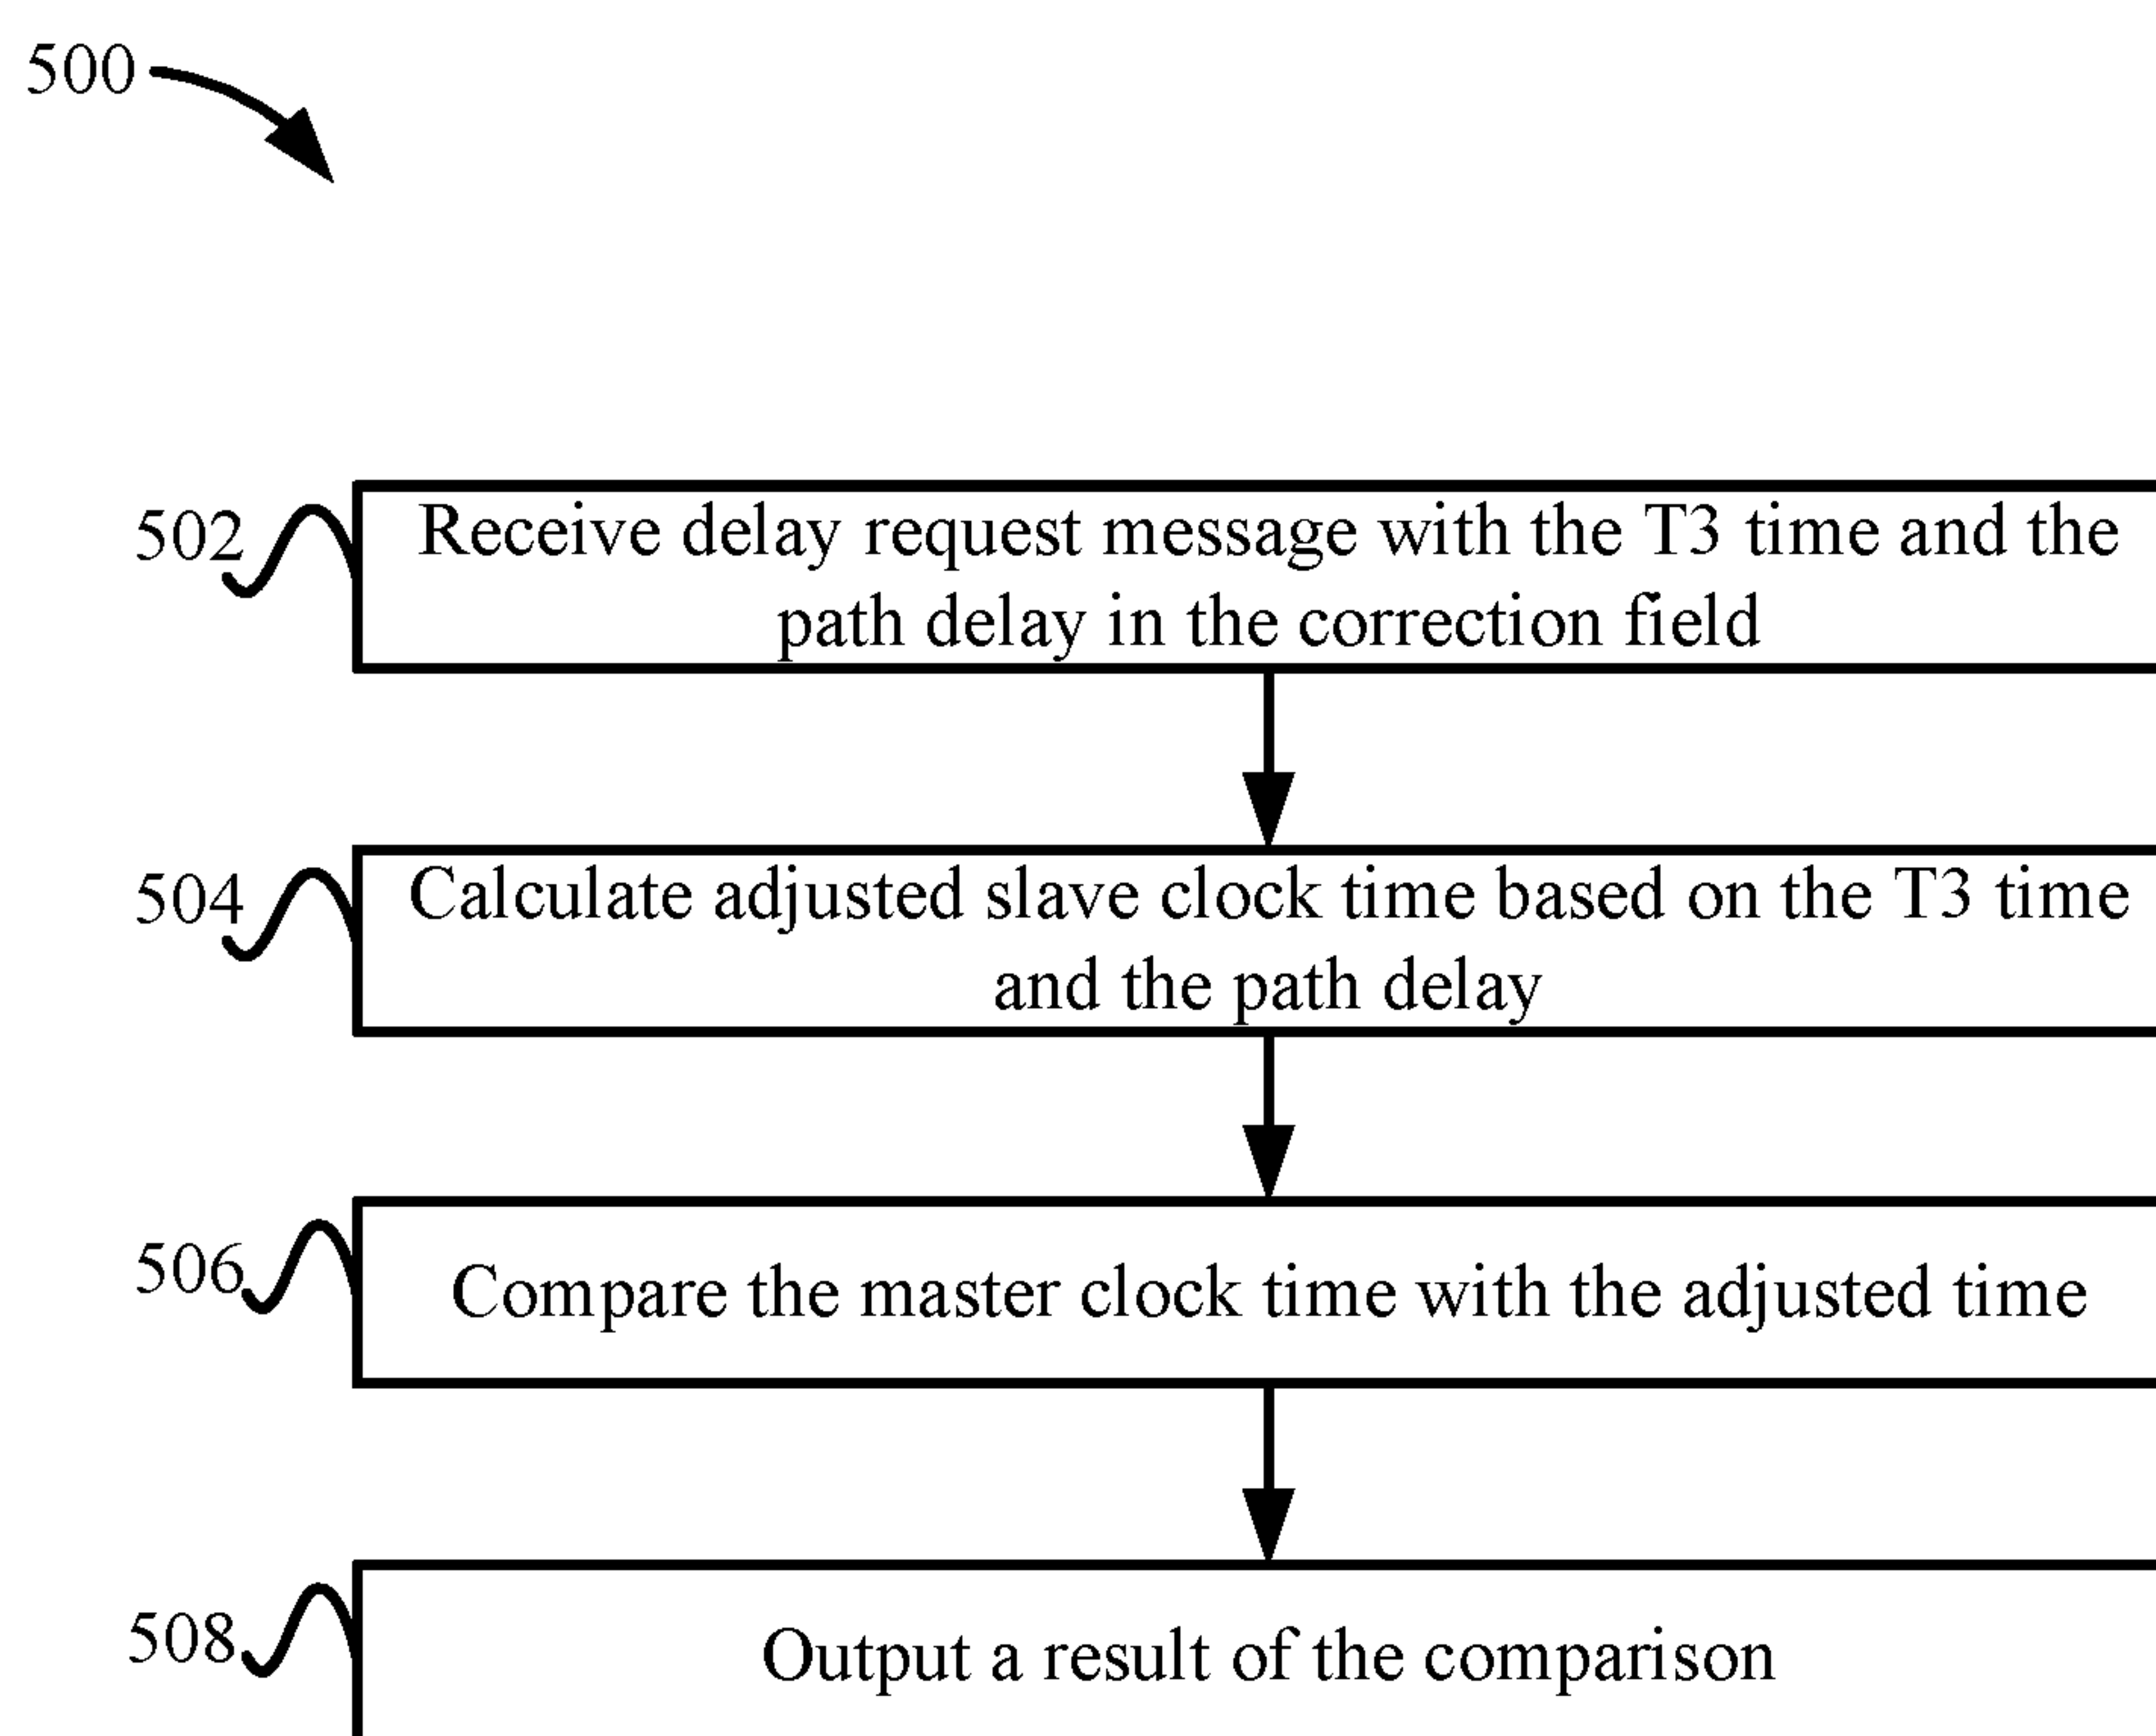 500
502
Receive delay request message with the T3 time and the
path delay in the correction field
504
Calculate adjusted slave clock time based on the T3 time
and the path delay
506
Compare the master clock time with the adjusted time
508
Output a result of the comparison